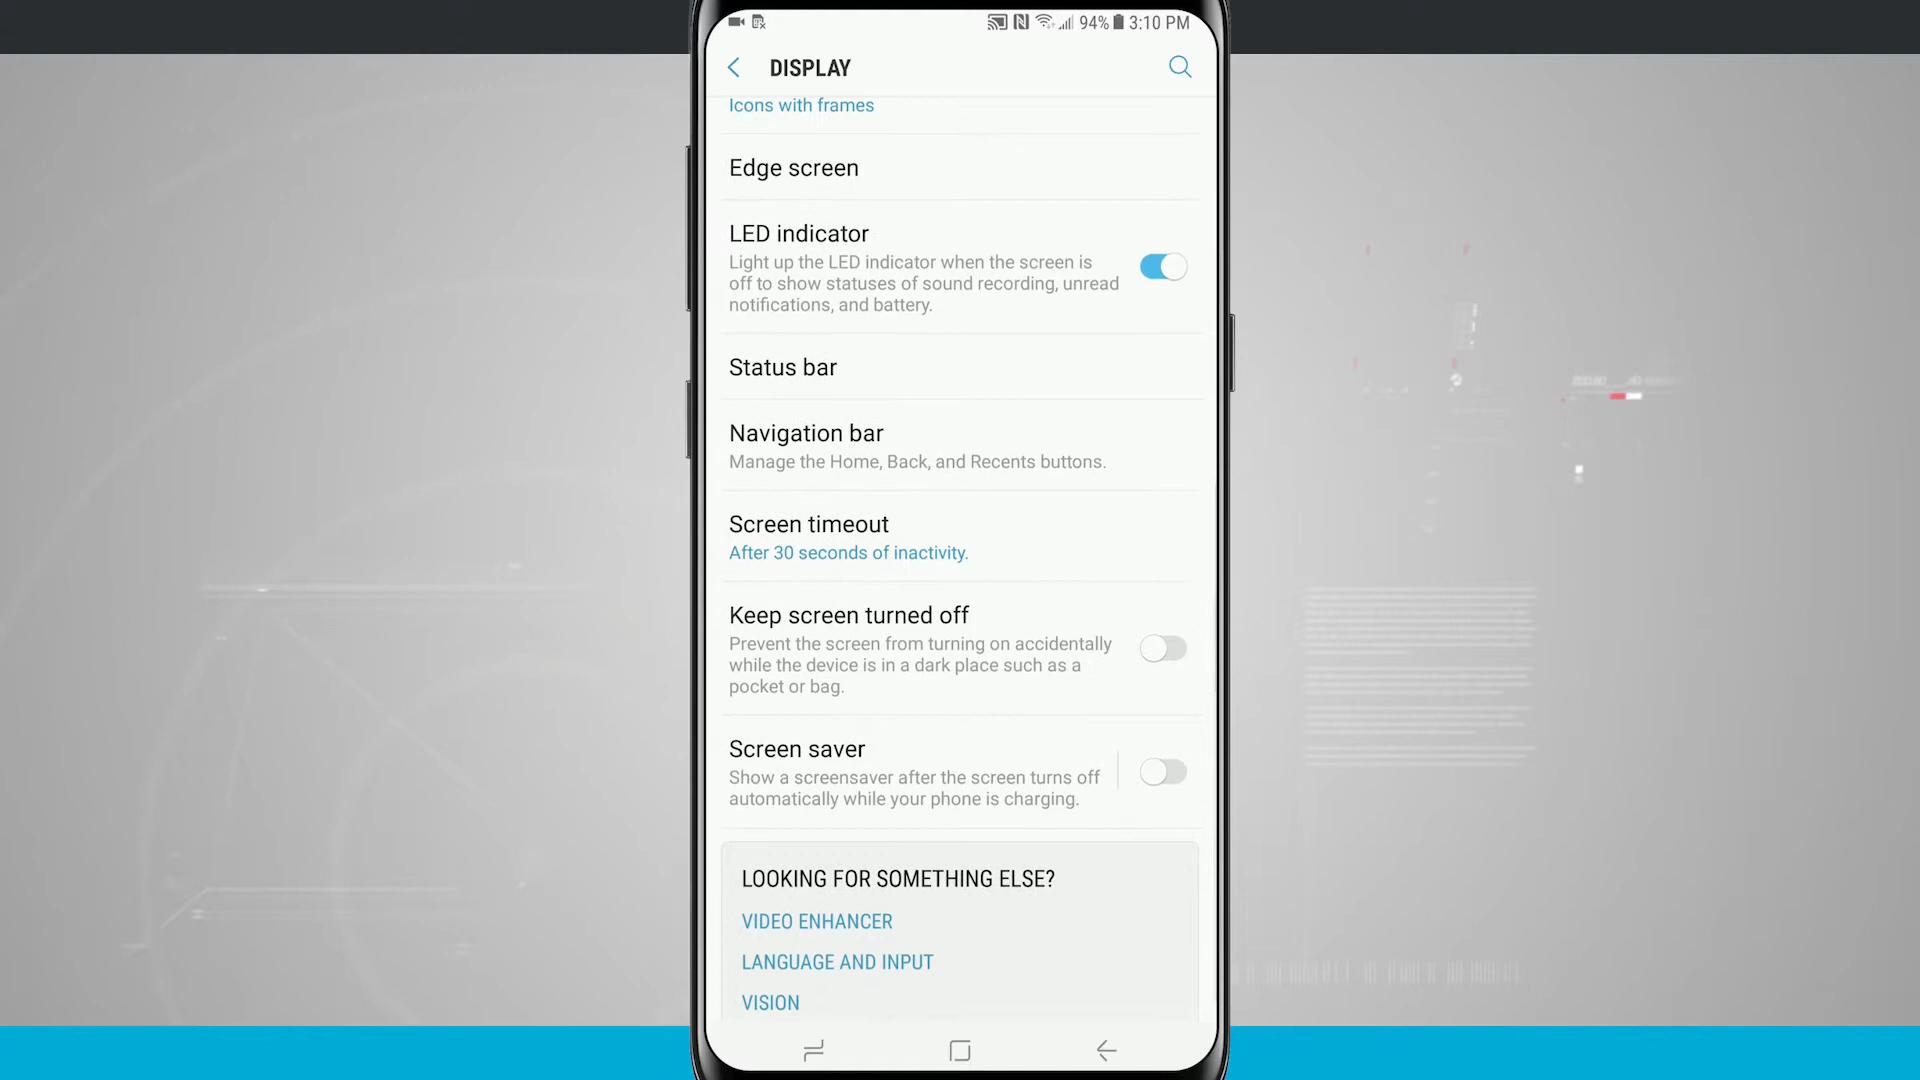 94% 3:10 PM
DISPLAY
Icons with frames
Edge screen
LED indicator
Light up the LED indicator when the screen is
off to show statuses of sound recording, unread
notifications, and battery.
Status bar
Navigation bar
Manage the Home, Back, and Recents buttons.
Screen timeout
After 30 seconds of inactivity.
Keep screen turned off
Prevent the screen from turning on accidentally
while the device is in a dark place such as a
pocket or bag.
Screen saver
Show a screensaver after the screen turns off
automatically while your phone is charging.
LOOKING FOR SOMETHING ELSE?
VIDEO ENHANCER
LANGUAGE AND INPUT
VISION